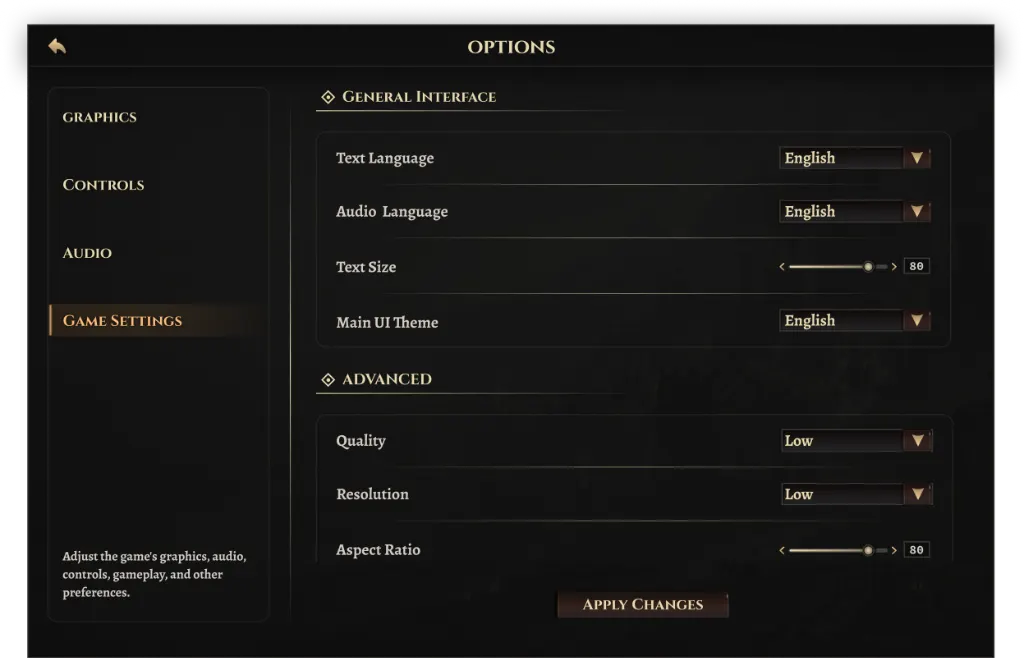 OPTIONS
GRAPHICS
CONTROLS
AUDIO
GAME SETTINGS
Adjust the game's graphics, audio,
controls, gameplay, and other
preferences.
GENERAL INTERFACE
Text Language English
Audio Language English
Text Size 80
Main UI Theme English
ADVANCED
Quality Low
Resolution Low
Aspect Ratio 80
APPLY CHANGES